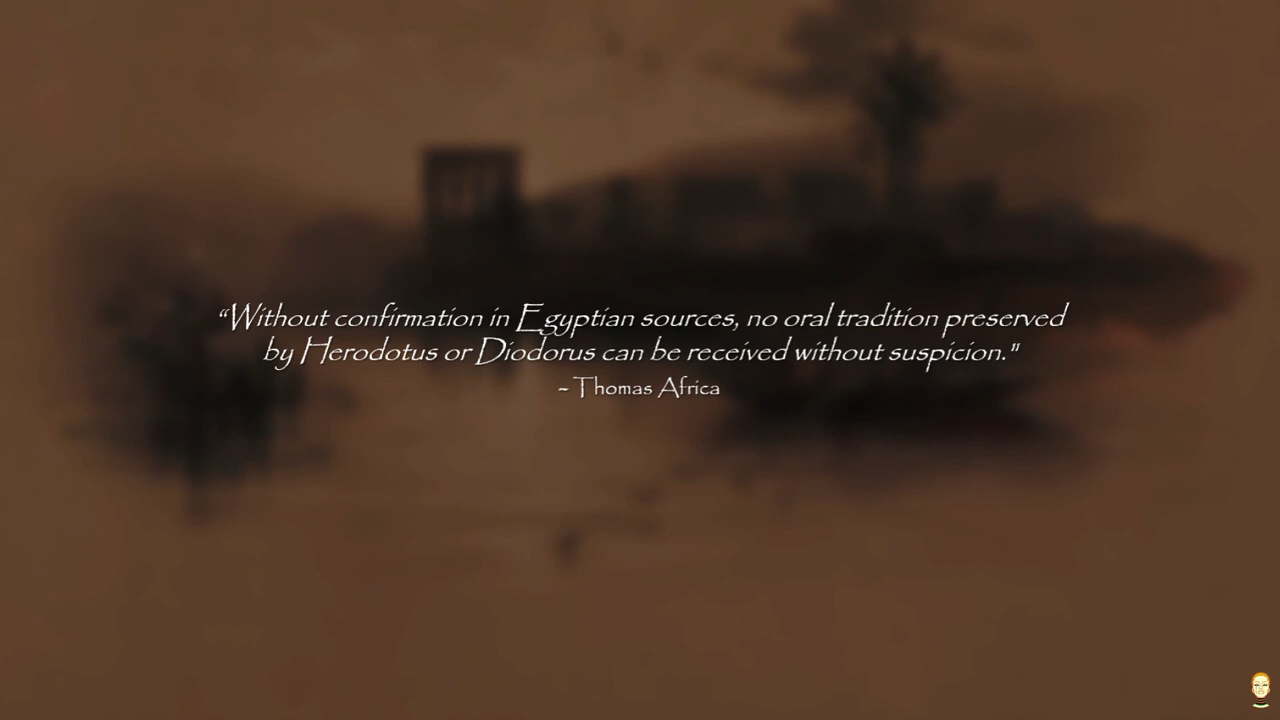 “Without confirmation in Egyptian sources, no oral tradition preserved
by Herodotus or Diodorus can be received without suspicion."
- Thomas Africa